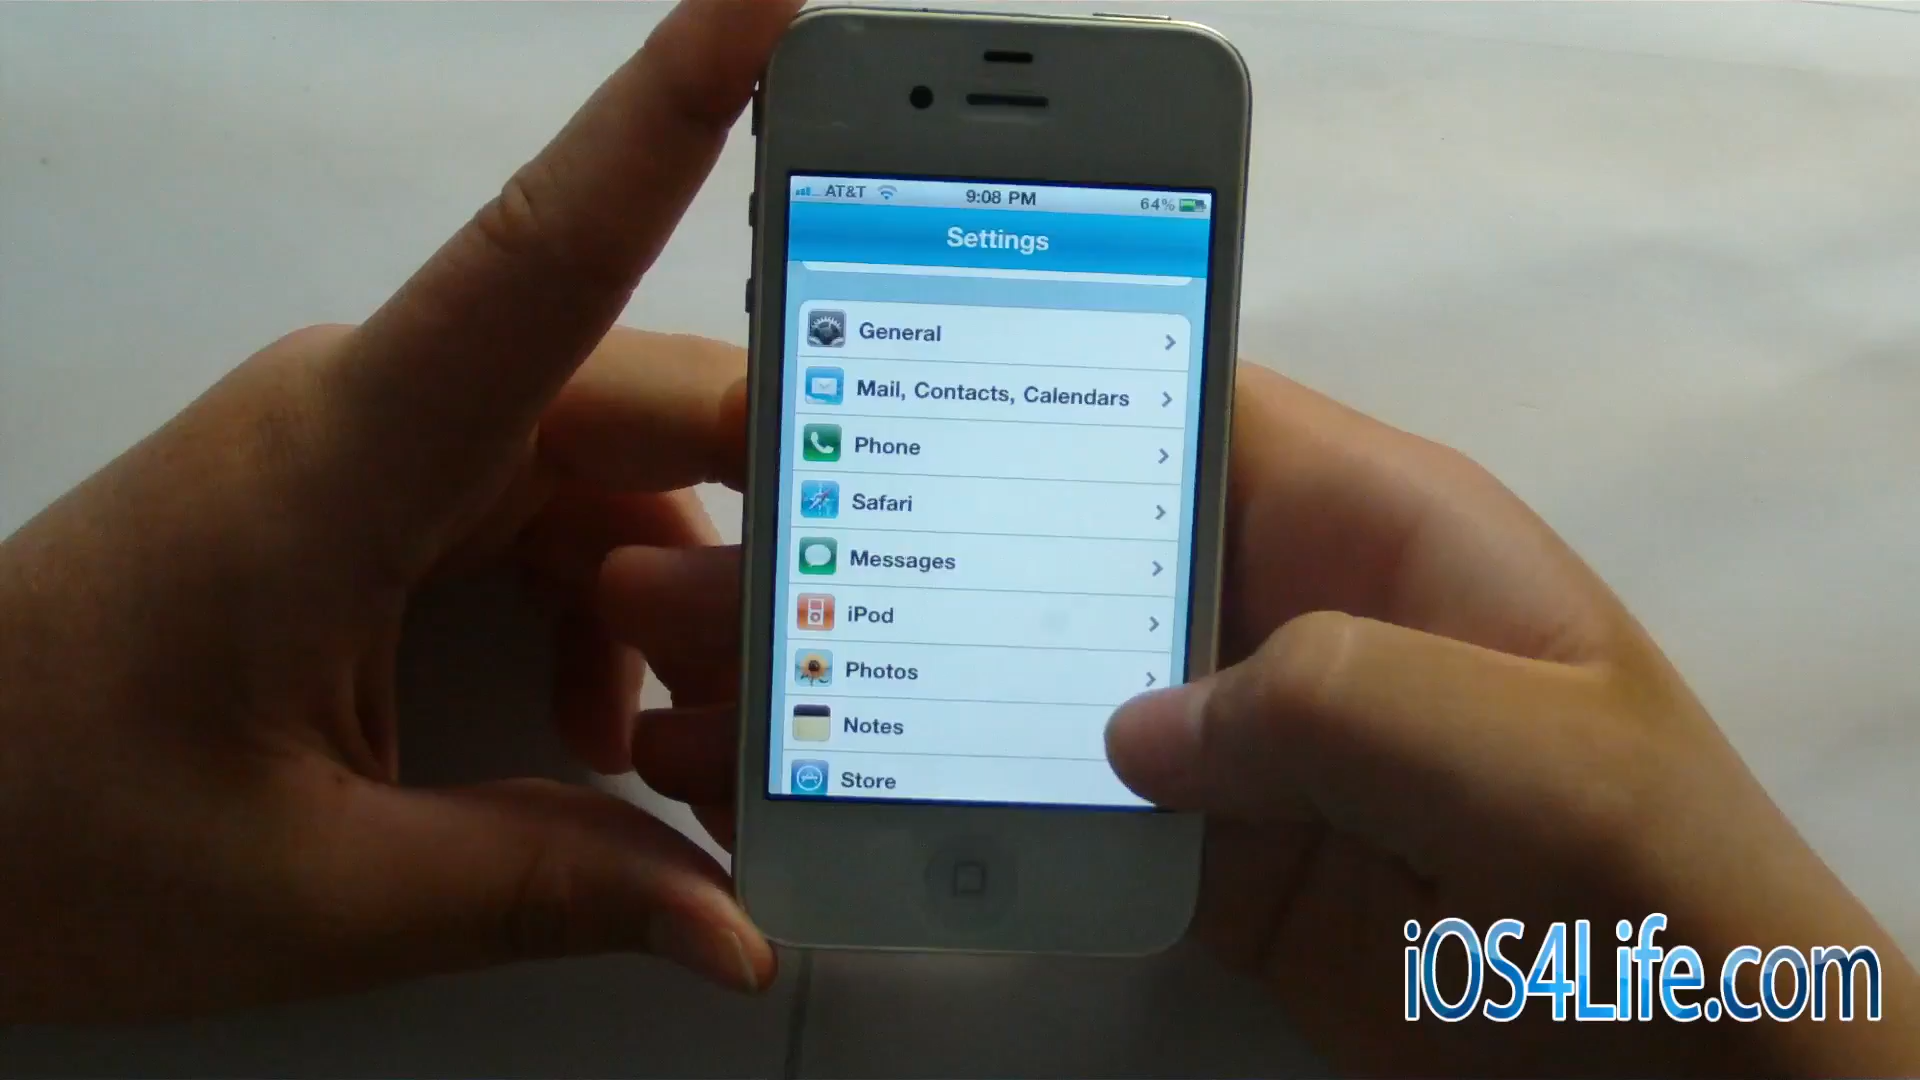 AT&T 9:08 PM 64%
Settings
General
Mail, Contacts, Calendars
Phone
Safari
Messages
iPod
Photos
Notes
Store
iOS4Life.com